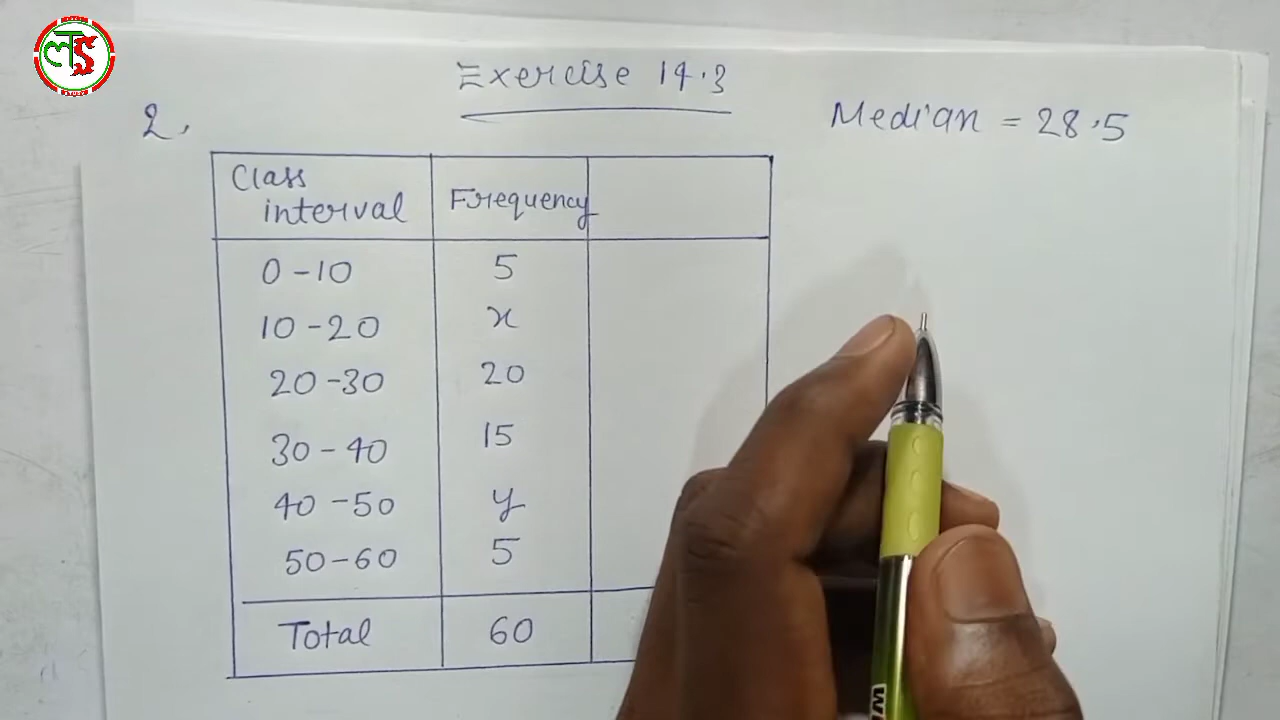 Exercise 14.3
2.
Median = 28.5
Class interval Frequency
0-10 5
10-20 x
20-30 20
30-40 15
40-50 y
50-60 5
Total 60